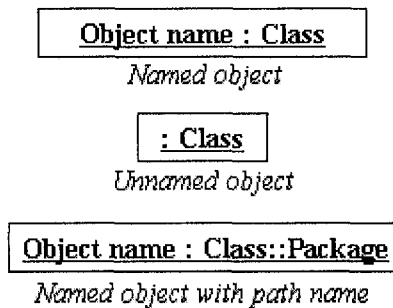 Object name : Class
Named object
: Class
Unnamed object
Object name : Class::Package
Named object with path name